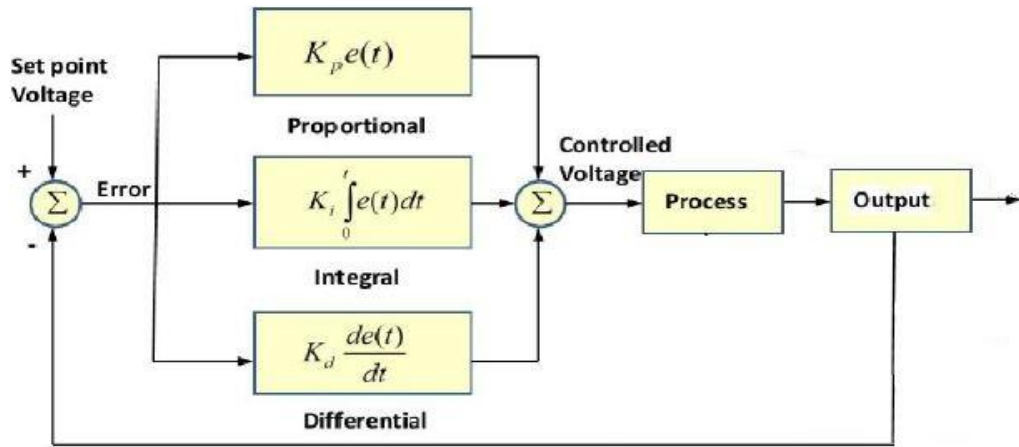 Set point
Voltage
+
-
Σ
Error
K_p e(t)
Proportional
K_i ∫_0^t e(t)dt
Integral
K_d de(t)/dt
Differential
Σ
Controlled
Voltage
Process
Output